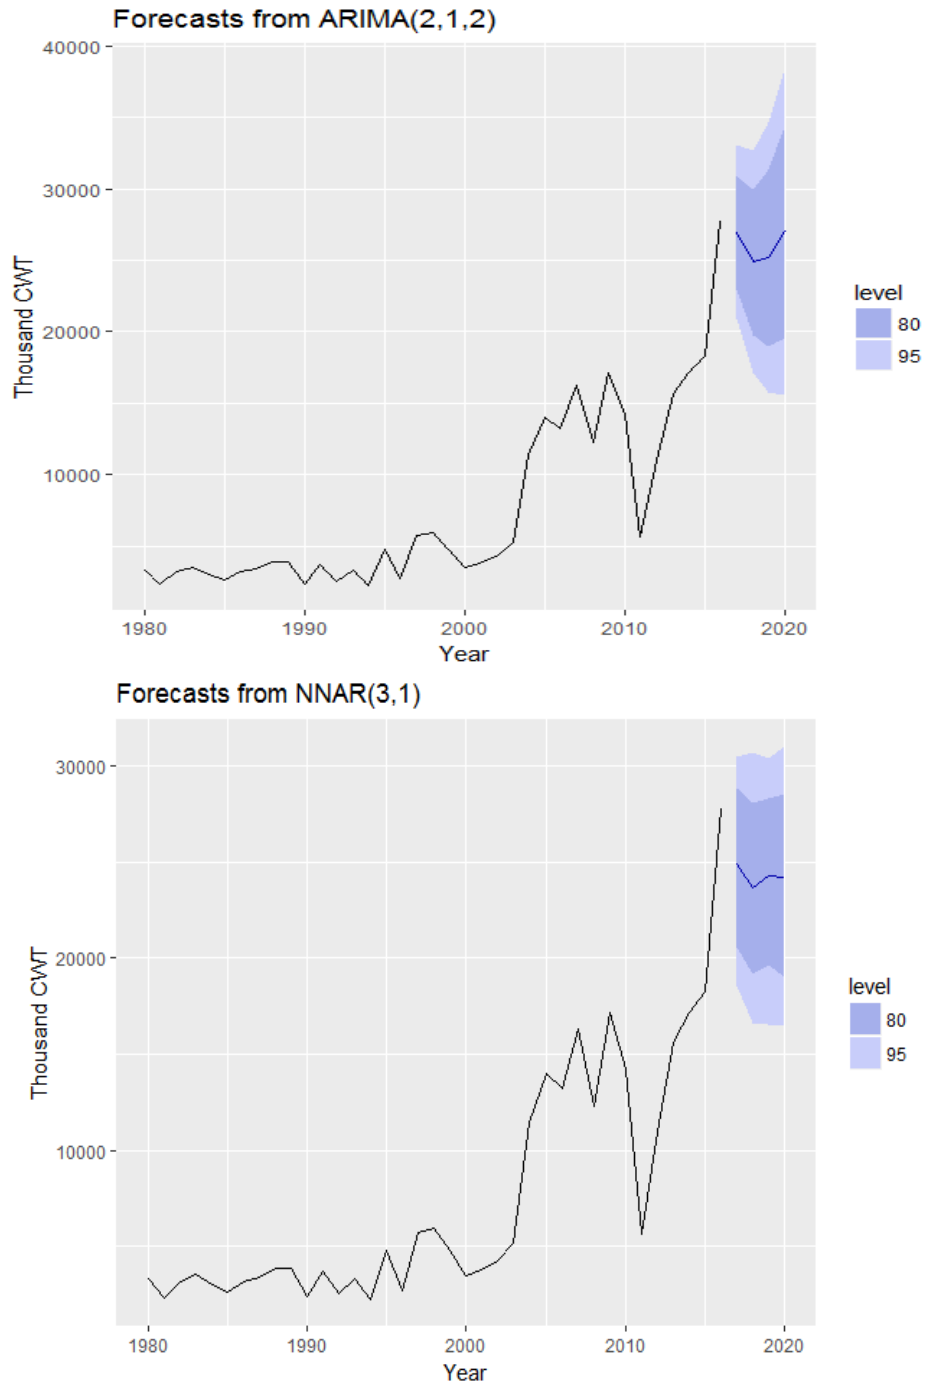 Forecasts from ARIMA(2,1,2)
40000
30000
20000
10000
Thousand CWT
1980
1990
2000
2010
2020
Year
level
80
95
Forecasts from NNAR(3,1)
30000
20000
10000
Thousand CWT
1980
1990
2000
2010
2020
Year
level
80
95